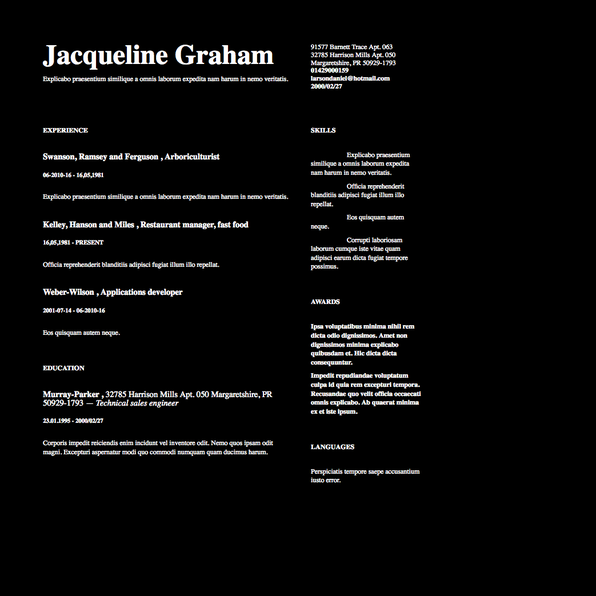 Jacqueline Graham
Explicabo praesentium similique a omnis laborum expedita nam harum in nemo veritatis.
91577 Barnett Trace Apt. 063
32785 Harrison Mills Apt. 050
Margaretshire, PR 50929-1793
01429000159
larsondaniel@hotmail.com
2000/02/27
EXPERIENCE
Swanson, Ramsey and Ferguson , Arboriculturist
06-2010-16 - 16,05,1981
Explicabo praesentium similique a omnis laborum expedita nam harum in nemo veritatis.
Kelley, Hanson and Miles , Restaurant manager, fast food
16,05,1981 - PRESENT
Officia reprehenderit blanditiis adipisci fugiat illum illo repellat.
Weber-Wilson , Applications developer
2001-07-14 - 06-2010-16
Eos quisquam autem neque.
EDUCATION
Murray-Parker , 32785 Harrison Mills Apt. 050 Margaretshire, PR
50929-1793 — Technical sales engineer
23.01.1995 - 2000/02/27
Corporis impedit reiciendis enim incidunt vel inventore odit. Nemo quos ipsam odit
magni. Excepturi aspernatur modi quo commodi numquam quam ducimus harum.
SKILLS
Explicabo praesentium
similique a omnis laborum expedita
nam harum in nemo veritatis.
Officia reprehenderit
blanditiis adipisci fugiat illum illo
repellat.
Eos quisquam autem
neque.
Corrupti laboriosam
laborum cumque iste vitae quam
adipisci earum dicta fugiat tempore
possimus.
AWARDS
Ipsa voluptatibus minima nihil rem
dicta odio dignissimos. Amet non
dignissimos minima explicabo
quibusdam et. Hic dicta dicta
consequuntur.
Impedit repudiandae voluptatum
culpa id quia rem excepturi tempora.
Recusandae quo velit officia occaecati
omnis explicabo. Ab quaerat minima
ex et iste ipsum.
LANGUAGES
Perspiciatis tempore saepe accusantium
iusto error.